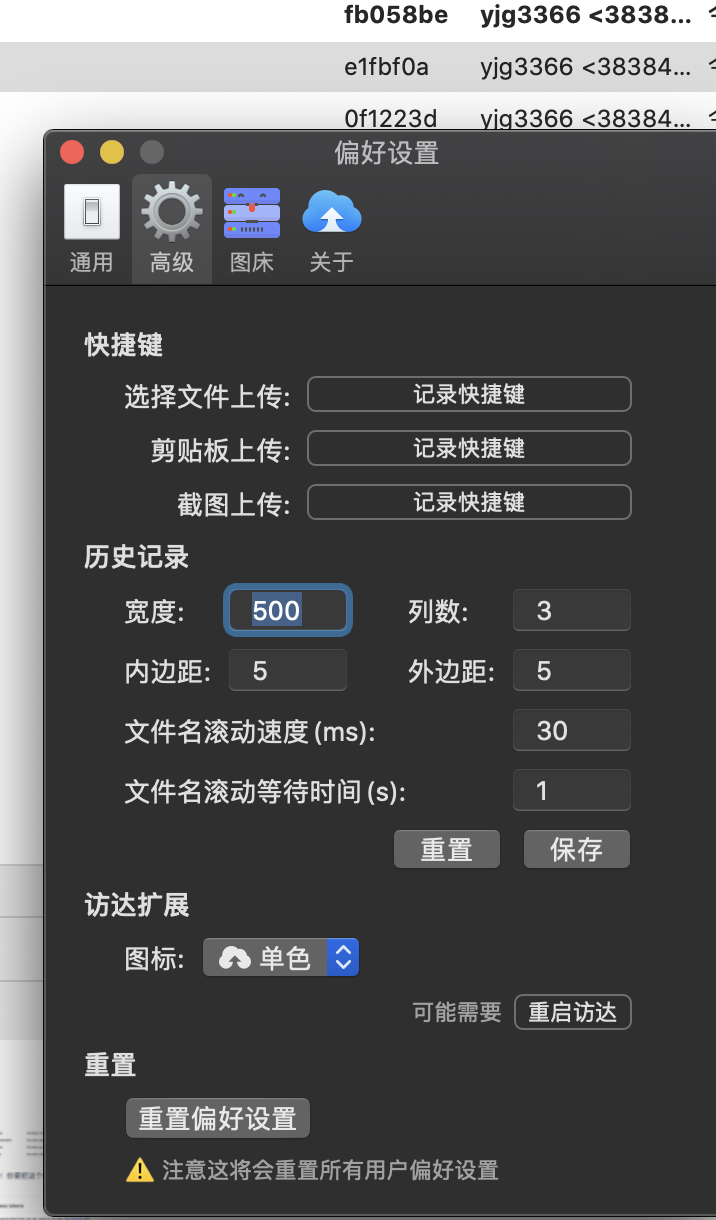 fb058be yjg3366 <3838...
e1fbf0a yjg3366 <38384...
0f1223d yjg3366 <38384...
偏好设置
通用 高级 图床 关于
快捷键
选择文件上传: 记录快捷键
剪贴板上传: 记录快捷键
截图上传: 记录快捷键
历史记录
宽度: 500 列数: 3
内边距: 5 外边距: 5
文件名滚动速度(ms): 30
文件名滚动等待时间(s): 1
重置 保存
访达扩展
图标: 单色
可能需要 重启访达
重置
重置偏好设置
注意这将会重置所有用户偏好设置